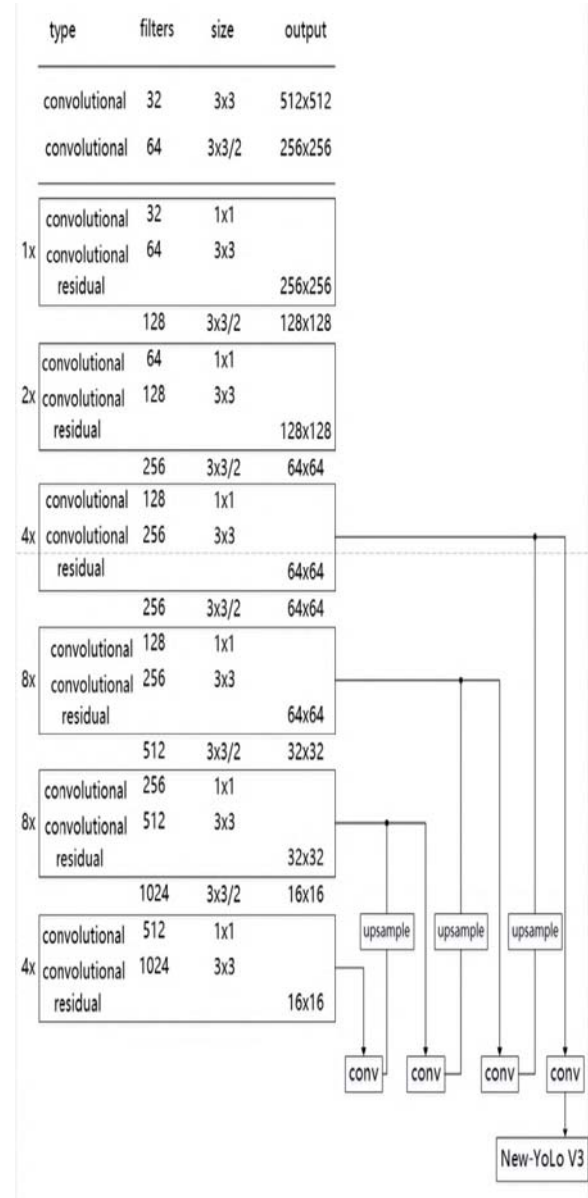 type filters size output
convolutional 32 3x3 512x512
convolutional 64 3x3/2 256x256
convolutional 32 1x1
1x convolutional 64 3x3
residual 256x256
128 3x3/2 128x128
convolutional 64 1x1
2x convolutional 128 3x3
residual 128x128
256 3x3/2 64x64
convolutional 128 1x1
4x convolutional 256 3x3
residual 64x64
256 3x3/2 64x64
convolutional 128 1x1
8x convolutional 256 3x3
residual 64x64
512 3x3/2 32x32
convolutional 256 1x1
8x convolutional 512 3x3
residual 32x32
1024 3x3/2 16x16
convolutional 512 1x1
upsample upsample upsample
4x convolutional 1024 3x3
residual 16x16
conv conv conv conv
New-YoLo V3